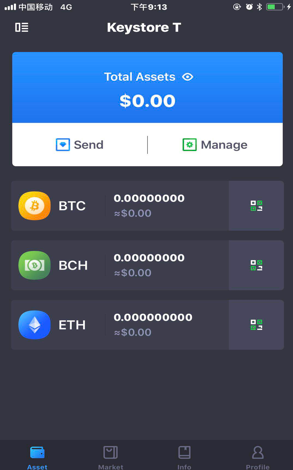 中国移动 4G 下午9:13
Keystore T
Total Assets
$0.00
Send Manage
BTC 0.00000000
≈$0.00
BCH 0.00000000
≈$0.00
ETH 0.000000000
≈$0.00
Asset Market Info Profile